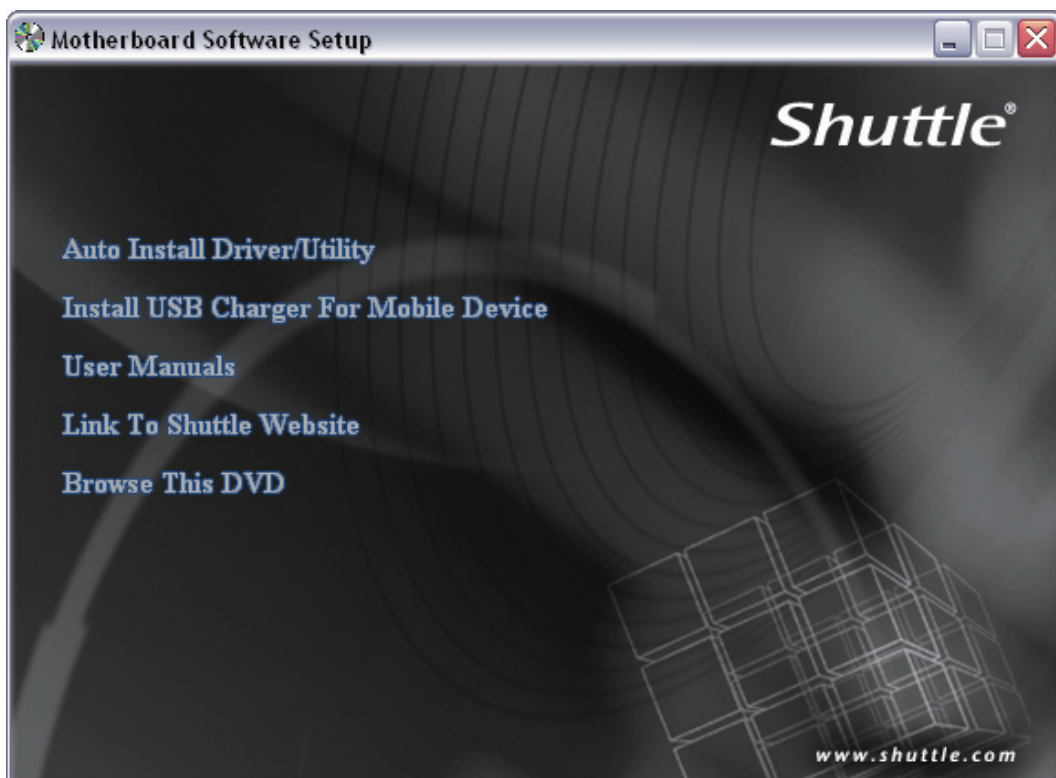 Motherboard Software Setup
Shuttle®
Auto Install Driver/Utility
Install USB Charger For Mobile Device
User Manuals
Link To Shuttle Website
Browse This DVD
www.shuttle.com